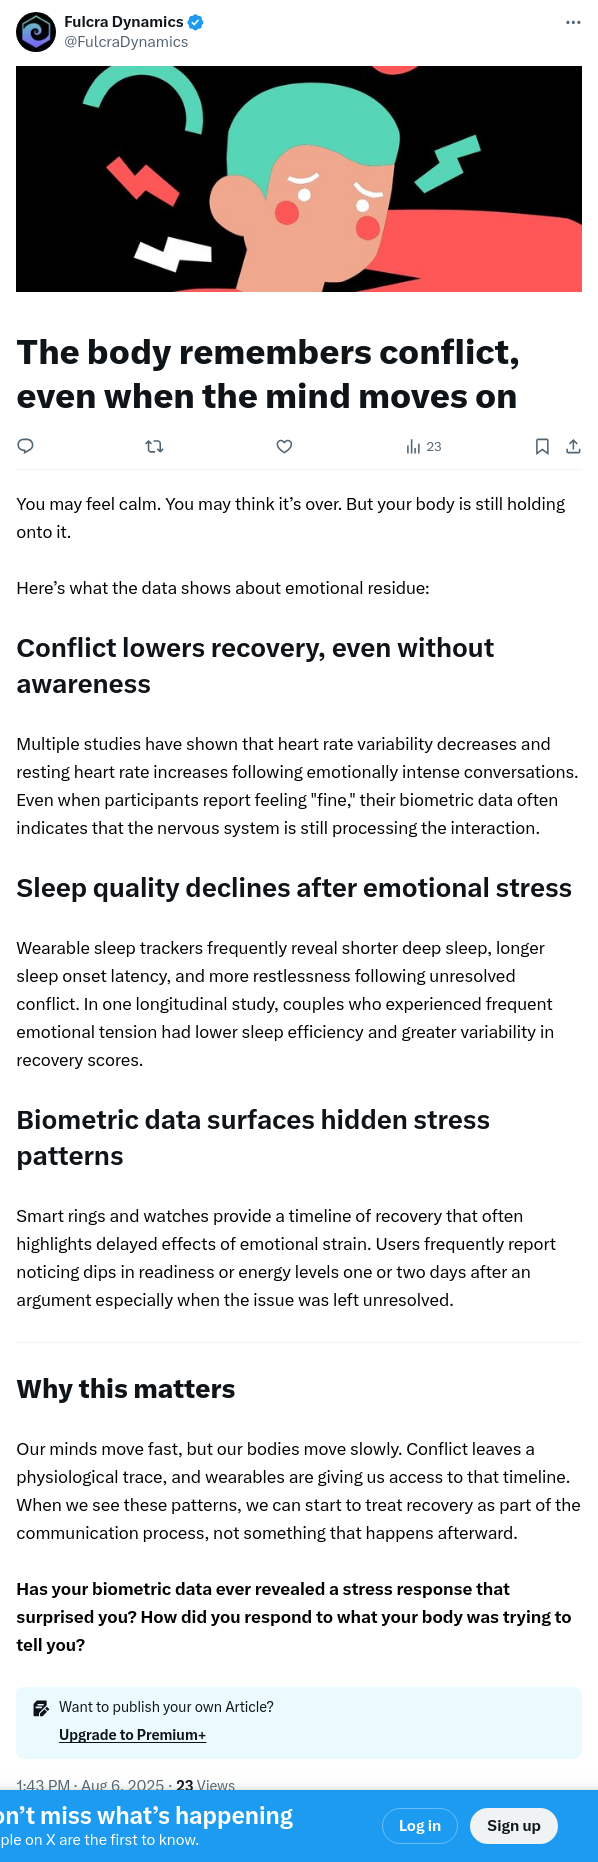 Fulcra Dynamics
@FulcraDynamics
The body remembers conflict,
even when the mind moves on
23
You may feel calm. You may think it’s over. But your body is still holding
onto it.
Here’s what the data shows about emotional residue:
Conflict lowers recovery, even without
awareness
Multiple studies have shown that heart rate variability decreases and
resting heart rate increases following emotionally intense conversations.
Even when participants report feeling "fine," their biometric data often
indicates that the nervous system is still processing the interaction.
Sleep quality declines after emotional stress
Wearable sleep trackers frequently reveal shorter deep sleep, longer
sleep onset latency, and more restlessness following unresolved
conflict. In one longitudinal study, couples who experienced frequent
emotional tension had lower sleep efficiency and greater variability in
recovery scores.
Biometric data surfaces hidden stress
patterns
Smart rings and watches provide a timeline of recovery that often
highlights delayed effects of emotional strain. Users frequently report
noticing dips in readiness or energy levels one or two days after an
argument especially when the issue was left unresolved.
Why this matters
Our minds move fast, but our bodies move slowly. Conflict leaves a
physiological trace, and wearables are giving us access to that timeline.
When we see these patterns, we can start to treat recovery as part of the
communication process, not something that happens afterward.
Has your biometric data ever revealed a stress response that
surprised you? How did you respond to what your body was trying to
tell you?
Want to publish your own Article?
Upgrade to Premium+
1:43 PM · Aug 6, 2025 · 23 Views
on’t miss what’s happening
ple on X are the first to know.
Log in
Sign up